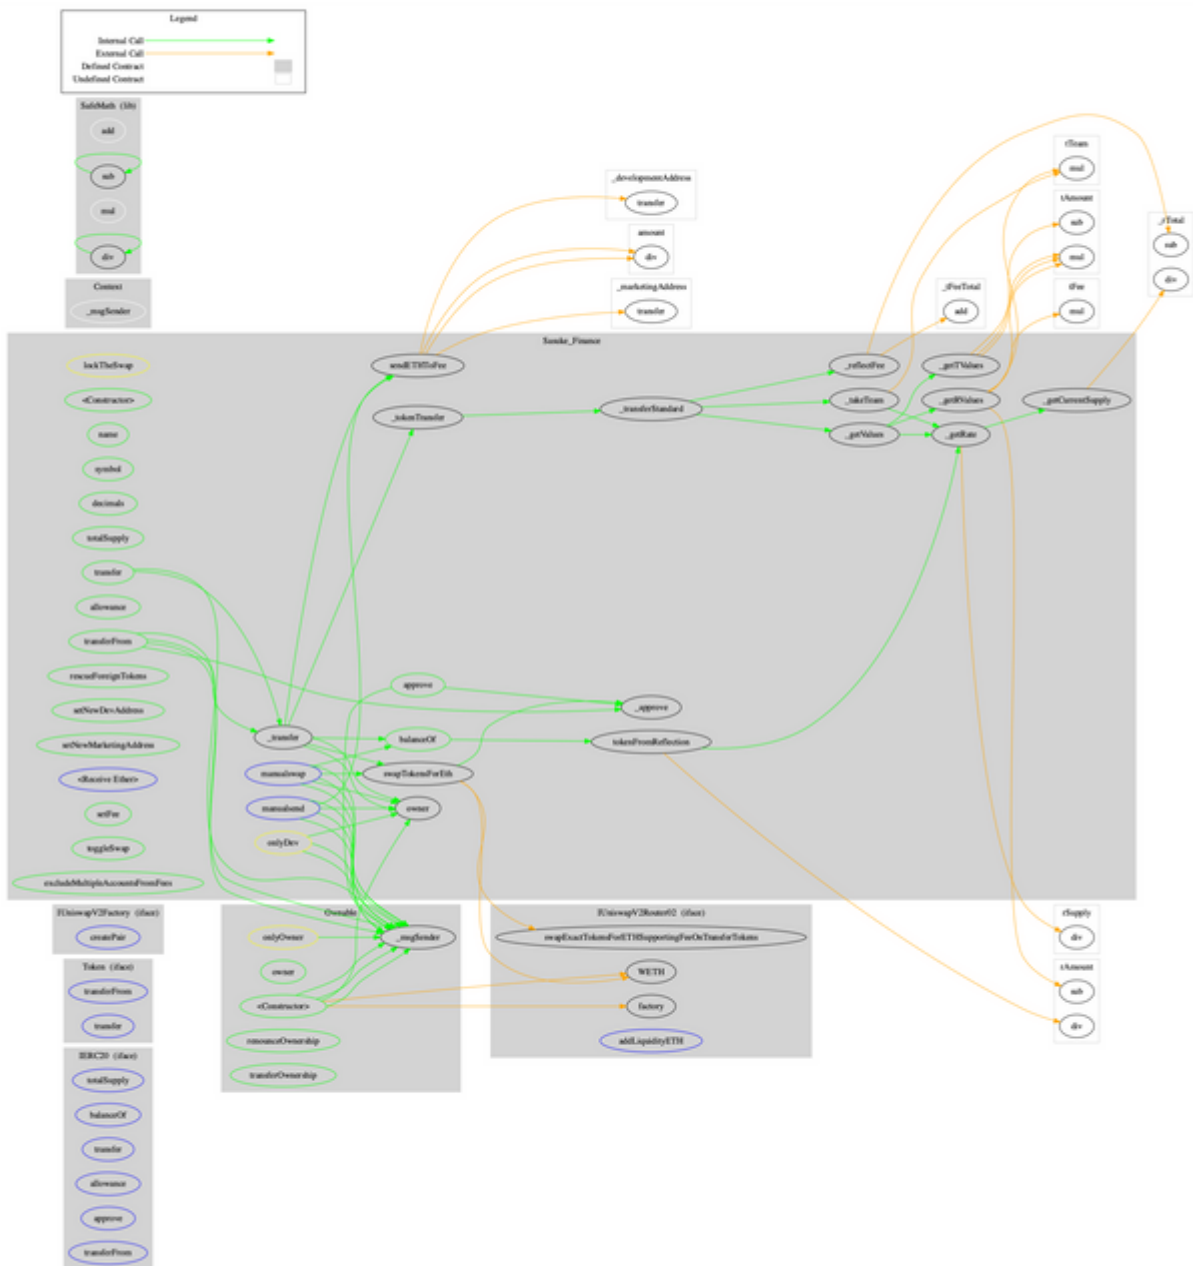 Legend
Internal Call
External Call
Defined Contract
Undefined Contract
SafeMath (lib)
add
sub
mul
div
Context
_msgSender
_developmentAddress
transfer
amount
div
_marketingAddress
transfer
_tFeeTotal
add
tTeam
mul
tAmount
sub
mul
tFee
mul
_tTotal
sub
div
lockTheSwap
<Constructor>
name
symbol
decimals
totalSupply
transfer
allowance
transferFrom
rescueForeignTokens
setNewDevAddress
setNewMarketingAddress
<Receive Ether>
setFee
toggleSwap
excludeMultipleAccountsFromFees
_transfer
manualswap
manualsend
onlyDev
sendETHToFee
_tokenTransfer
approve
balanceOf
swapTokensForEth
owner
_transferStandard
_approve
tokenFromReflection
_reflectFee
_takeTeam
_getValues
_getTValues
_getRValues
_getRate
_getCurrentSupply
IUniswapV2Factory (iface)
createPair
Token (iface)
transferFrom
transfer
IERC20 (iface)
totalSupply
balanceOf
transfer
allowance
approve
transferFrom
Ownable
onlyOwner
owner
<Constructor>
renounceOwnership
transferOwnership
_msgSender
IUniswapV2Router02 (iface)
swapExactTokensForETHSupportingFeeOnTransferTokens
WETH
factory
addLiquidityETH
rSupply
div
rAmount
sub
div